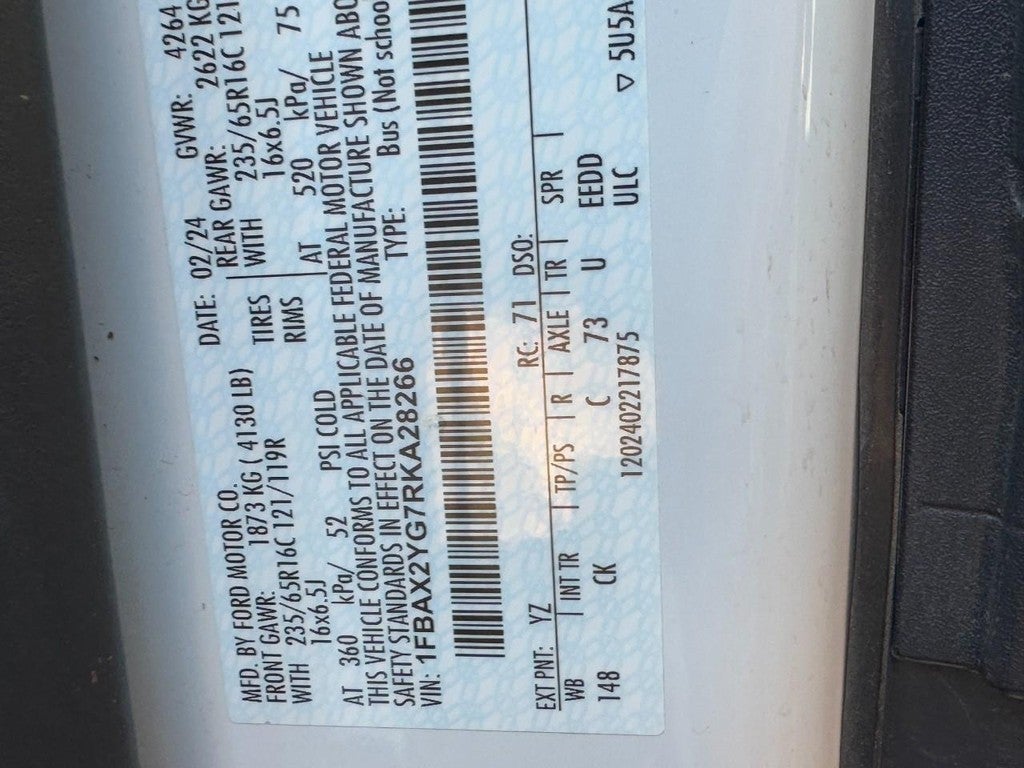 MFD. BY FORD MOTOR CO. DATE: 02/24 GVWR: 4264
FRONT GAWR: 1873 KG ( 4130 LB) REAR GAWR: 2622 KG
WITH 235/65R16C 121/119R TIRES WITH 235/65R16C 121
16x6.5J RIMS 16x6.5J
AT 360 kPa/ 52 PSI COLD AT 520 kPa/ 75
THIS VEHICLE CONFORMS TO ALL APPLICABLE FEDERAL MOTOR VEHICLE
SAFETY STANDARDS IN EFFECT ON THE DATE OF MANUFACTURE SHOWN ABO
VIN: 1FBAX2YG7RKA28266 TYPE: Bus (Not schoo
EXT PNT: YZ RC: 71 DSO:
WB | INT TR | TP/PS | R | AXLE | TR | SPR |
148 CK C 73 U EEDD
1202402217875 ULC ▽ 5U5A